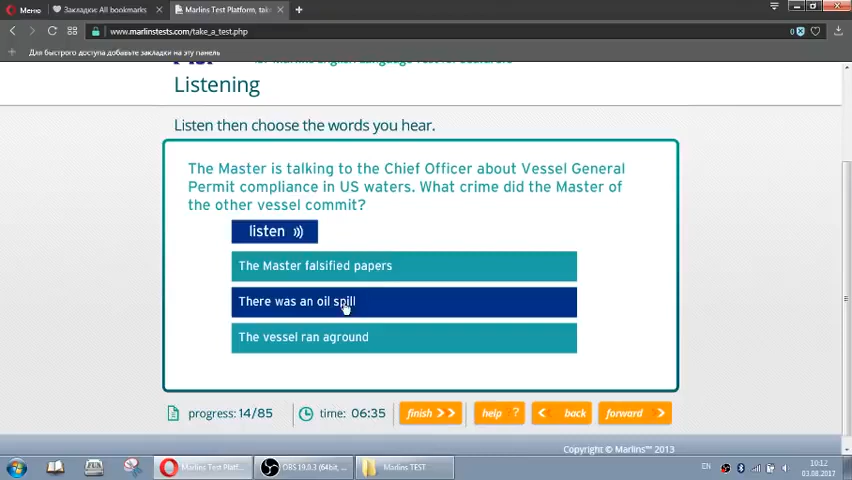 Меню
Закладки: All bookmarks
Marlins Test Platform, take
www.marlinstests.com/take_a_test.php
0
Для быстрого доступа добавьте закладки на эту панель
Listening
Listen then choose the words you hear.
The Master is talking to the Chief Officer about Vessel General
Permit compliance in US waters. What crime did the Master of
the other vessel commit?
listen
The Master falsified papers
There was an oil spill
The vessel ran aground
progress: 14/85
time: 06:35
finish >>
help ?
< back
forward >
Copyright © Marlins™ 2013
Marlins Test Platf...
OBS 19.0.3 (64bit, ...
Marlins TEST
EN
10:12
03.08.2017